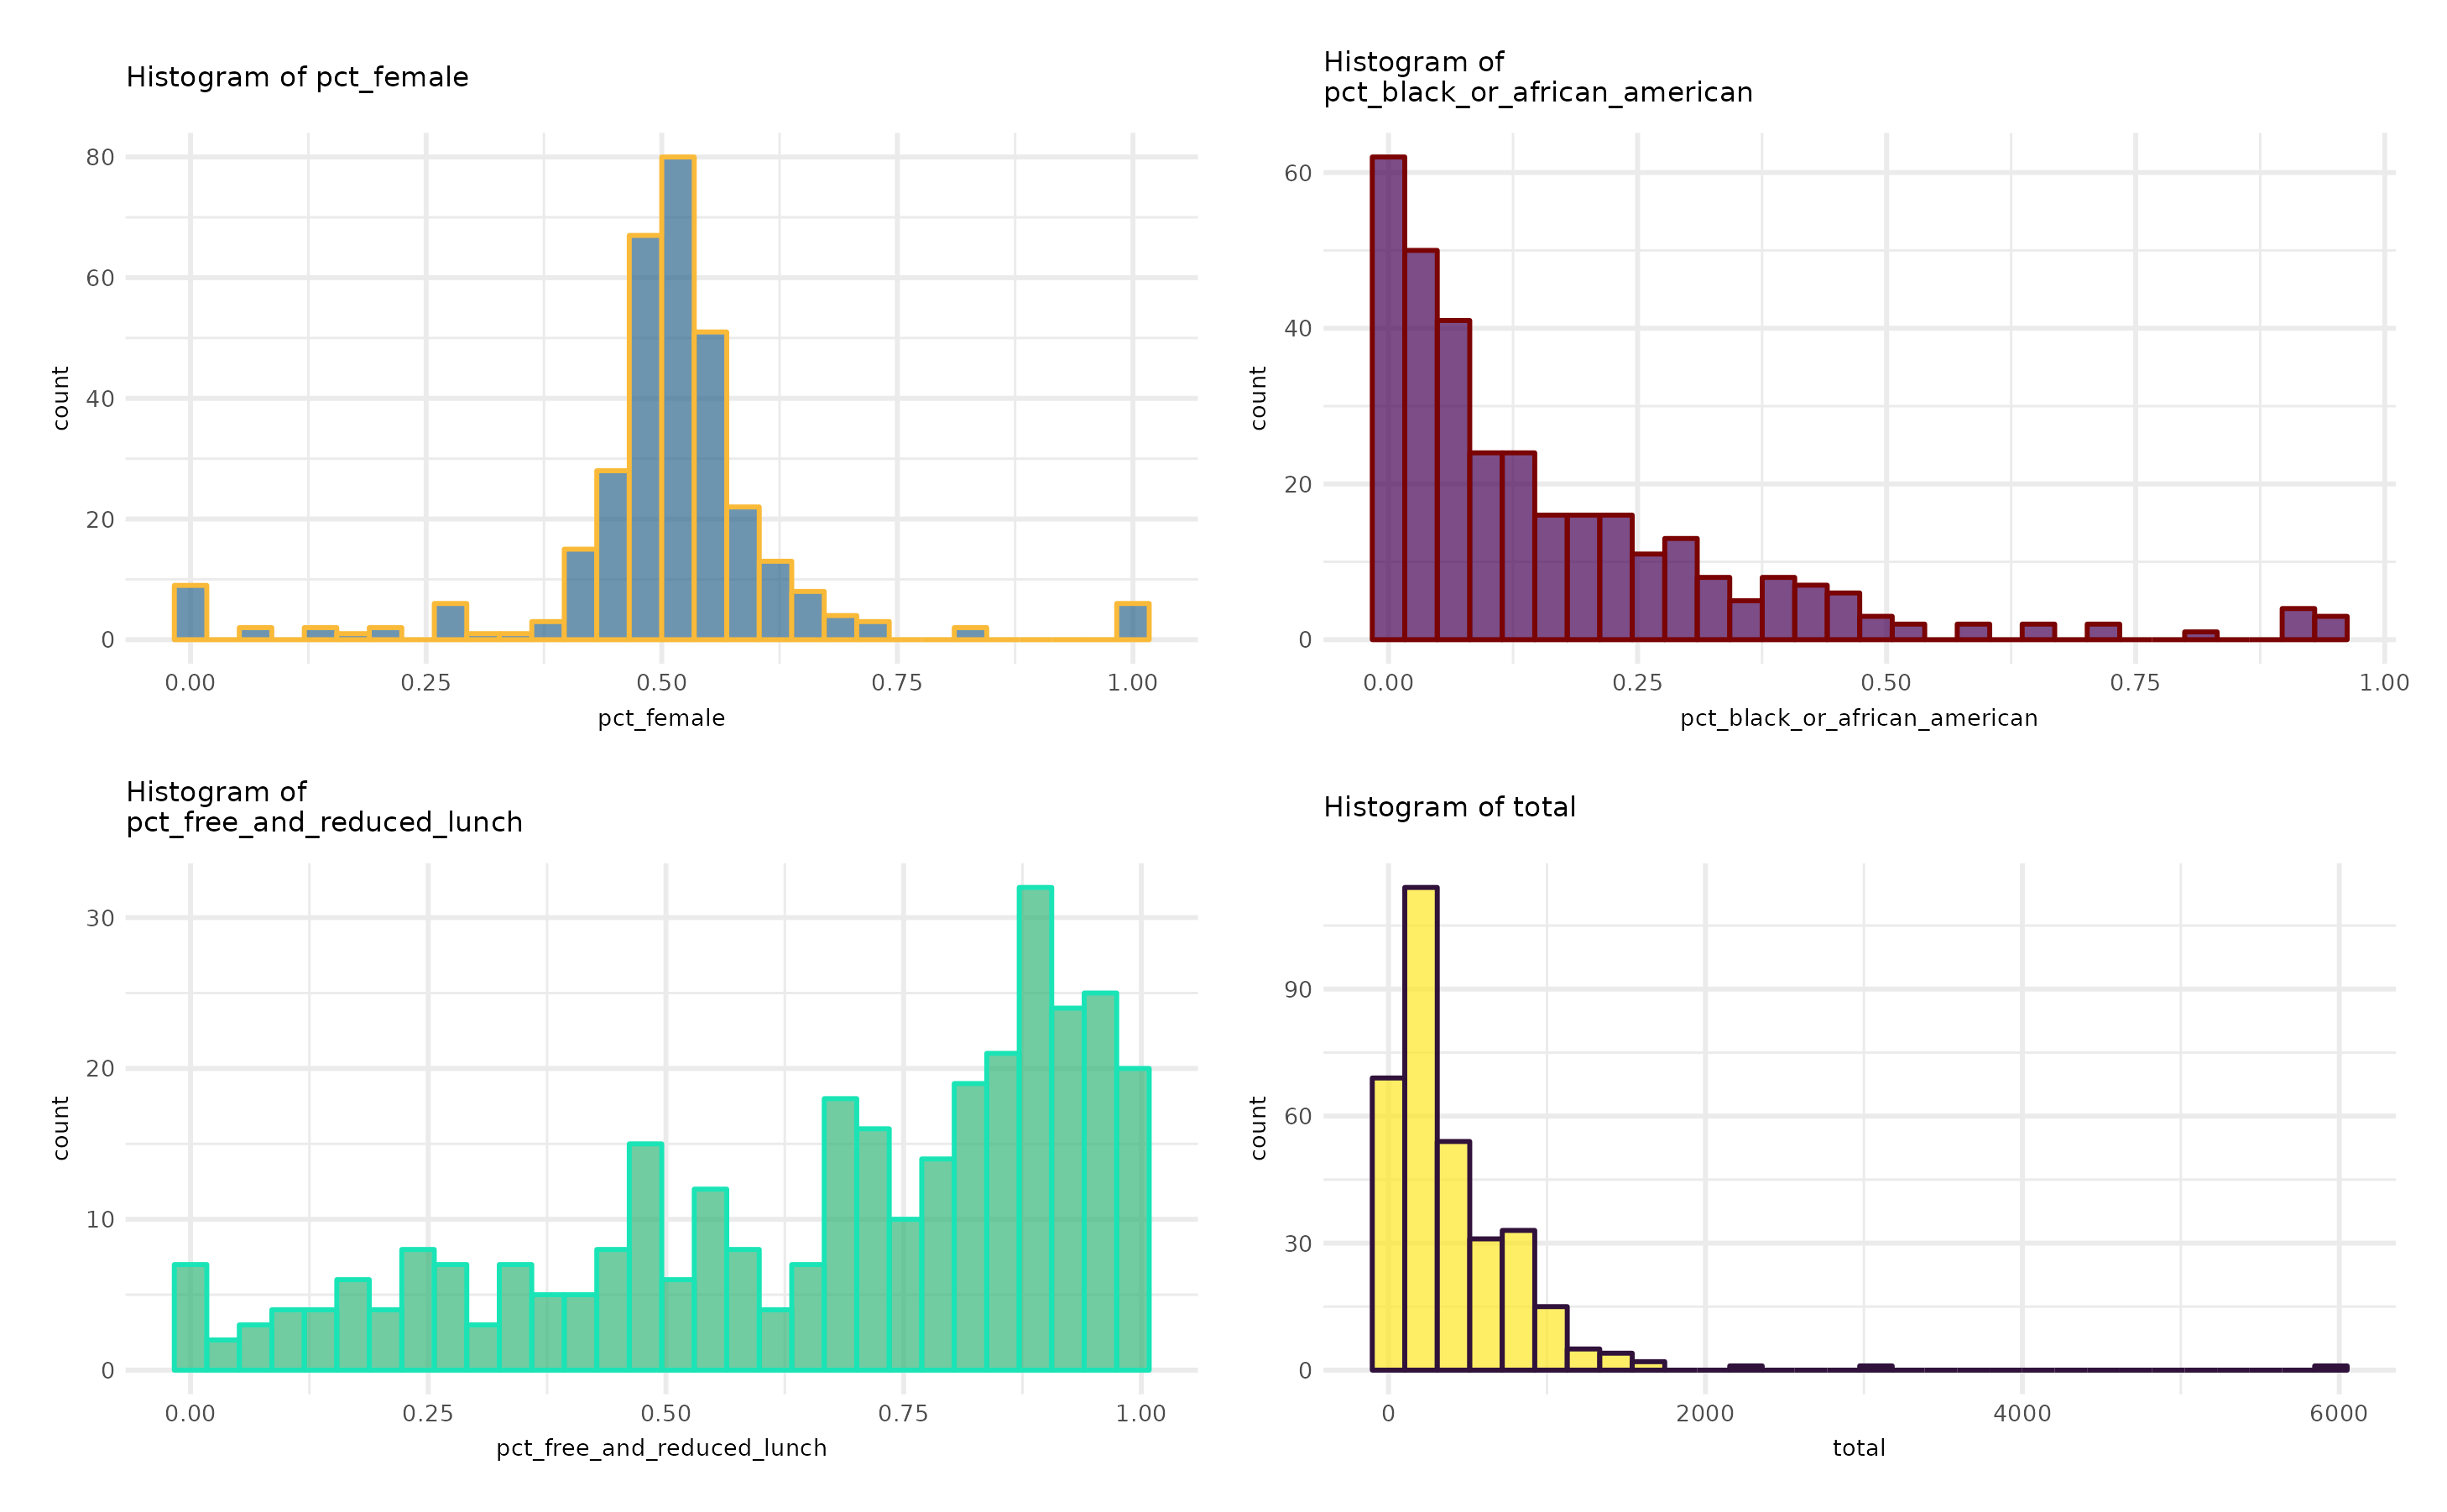 Histogram of pct_female
80
60
40
20
0
count
0.00 0.25 0.50 0.75 1.00
pct_female
Histogram of
pct_black_or_african_american
60
40
20
0
count
0.00 0.25 0.50 0.75 1.00
pct_black_or_african_american
Histogram of
pct_free_and_reduced_lunch
30
20
10
0
count
0.00 0.25 0.50 0.75 1.00
pct_free_and_reduced_lunch
Histogram of total
90
60
30
0
count
0 2000 4000 6000
total